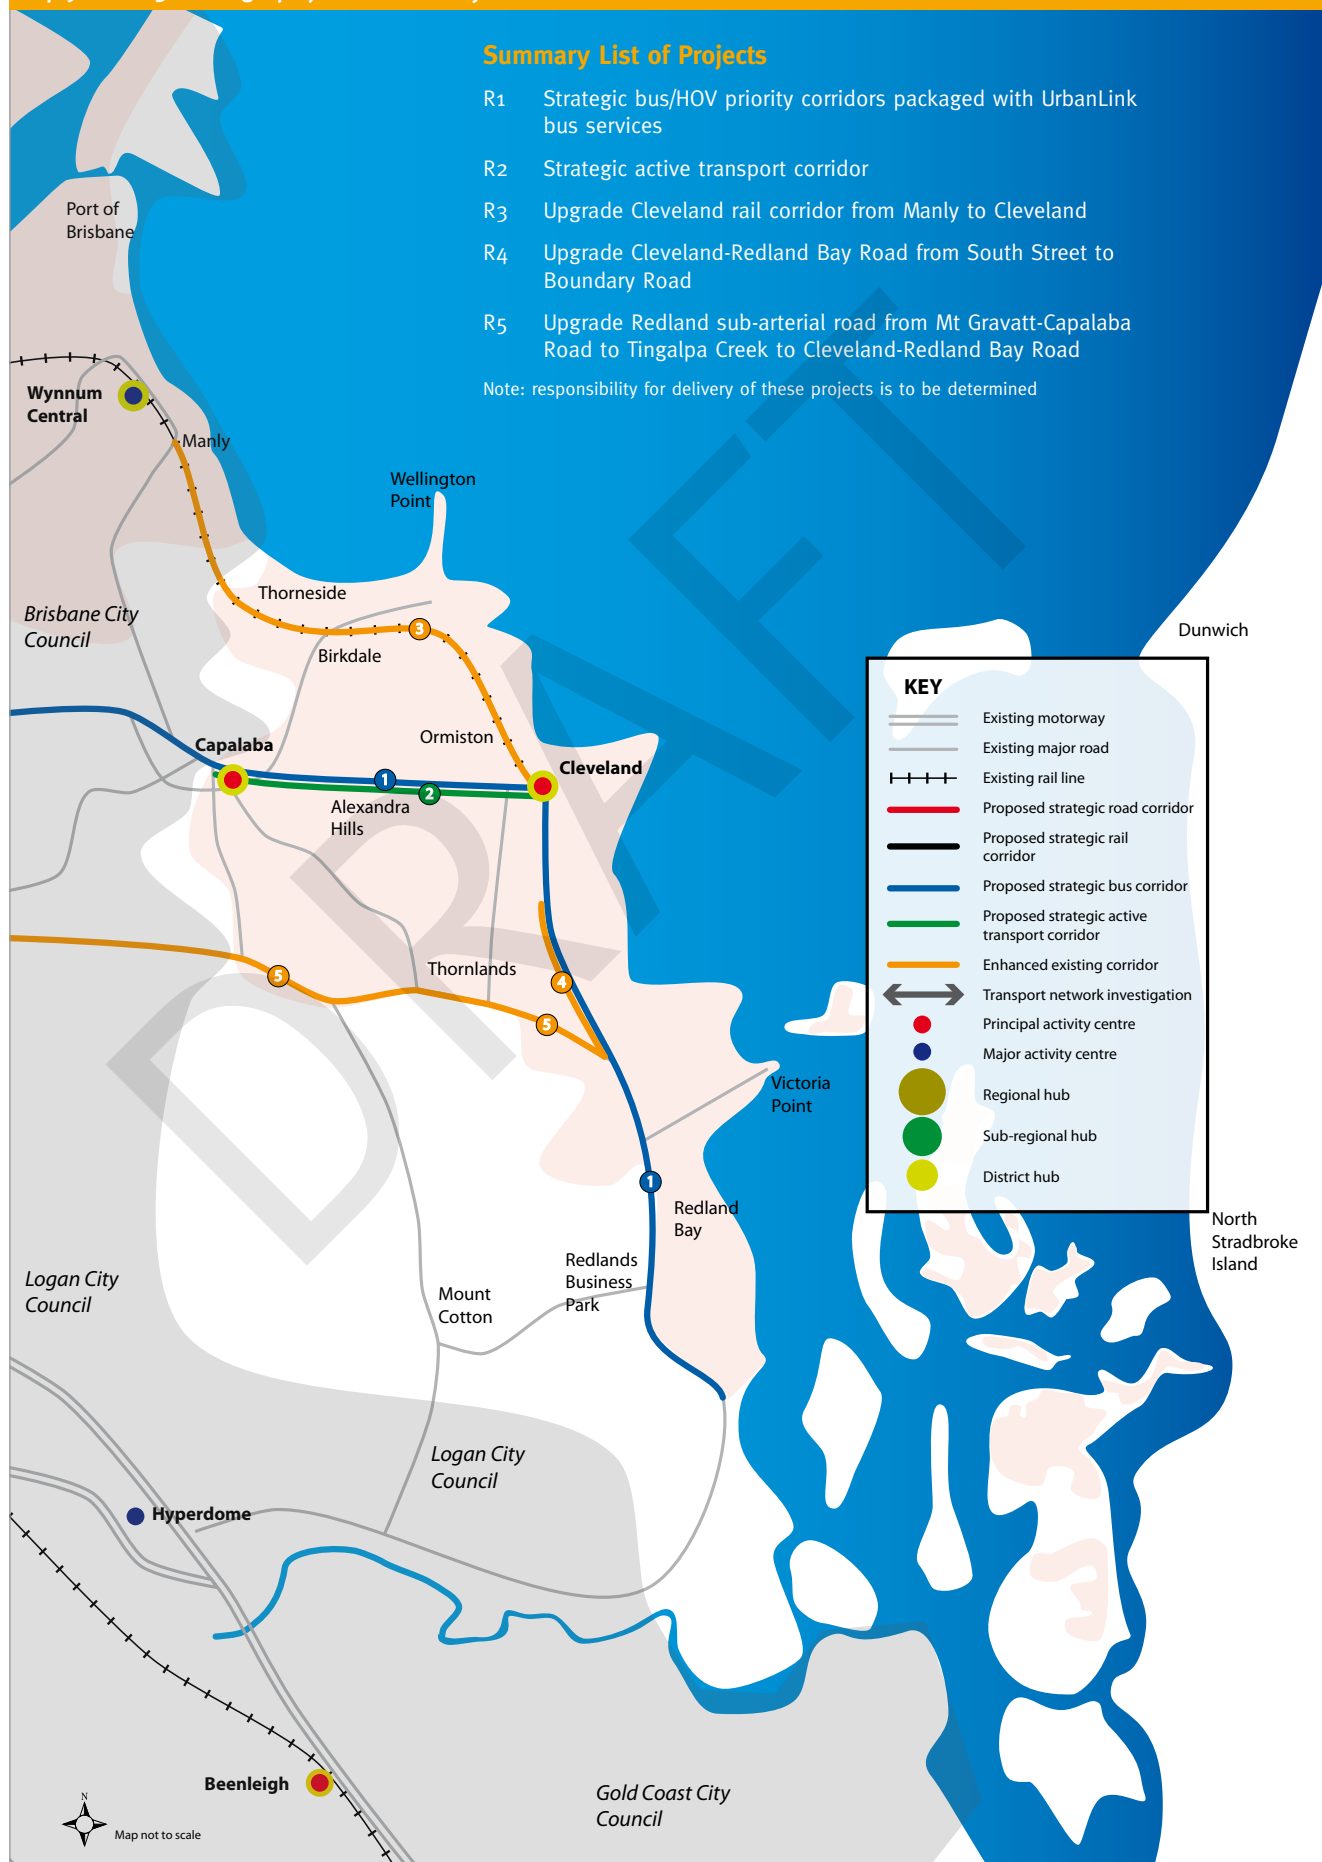 Summary List of Projects
R1 Strategic bus/HOV priority corridors packaged with UrbanLink
bus services
R2 Strategic active transport corridor
R3 Upgrade Cleveland rail corridor from Manly to Cleveland
R4 Upgrade Cleveland-Redland Bay Road from South Street to
Boundary Road
R5 Upgrade Redland sub-arterial road from Mt Gravatt-Capalaba
Road to Tingalpa Creek to Cleveland-Redland Bay Road
Note: responsibility for delivery of these projects is to be determined
Port of
Brisbane
Wynnum
Central
Manly
Wellington
Point
Thorneside
Brisbane City
Council
3
Birkdale
Dunwich
Ormiston
Capalaba
Cleveland
1
2
Alexandra
Hills
Thornlands
5
4
5
Victoria
Point
1
Redland
Bay
Redlands
Business
Park
Mount
Cotton
Logan City
Council
Logan City
Council
Hyperdome
Beenleigh
Gold Coast City
Council
North
Stradbroke
Island
KEY
Existing motorway
Existing major road
Existing rail line
Proposed strategic road corridor
Proposed strategic rail
corridor
Proposed strategic bus corridor
Proposed strategic active
transport corridor
Enhanced existing corridor
Transport network investigation
Principal activity centre
Major activity centre
Regional hub
Sub-regional hub
District hub
N
Map not to scale
DRAFT